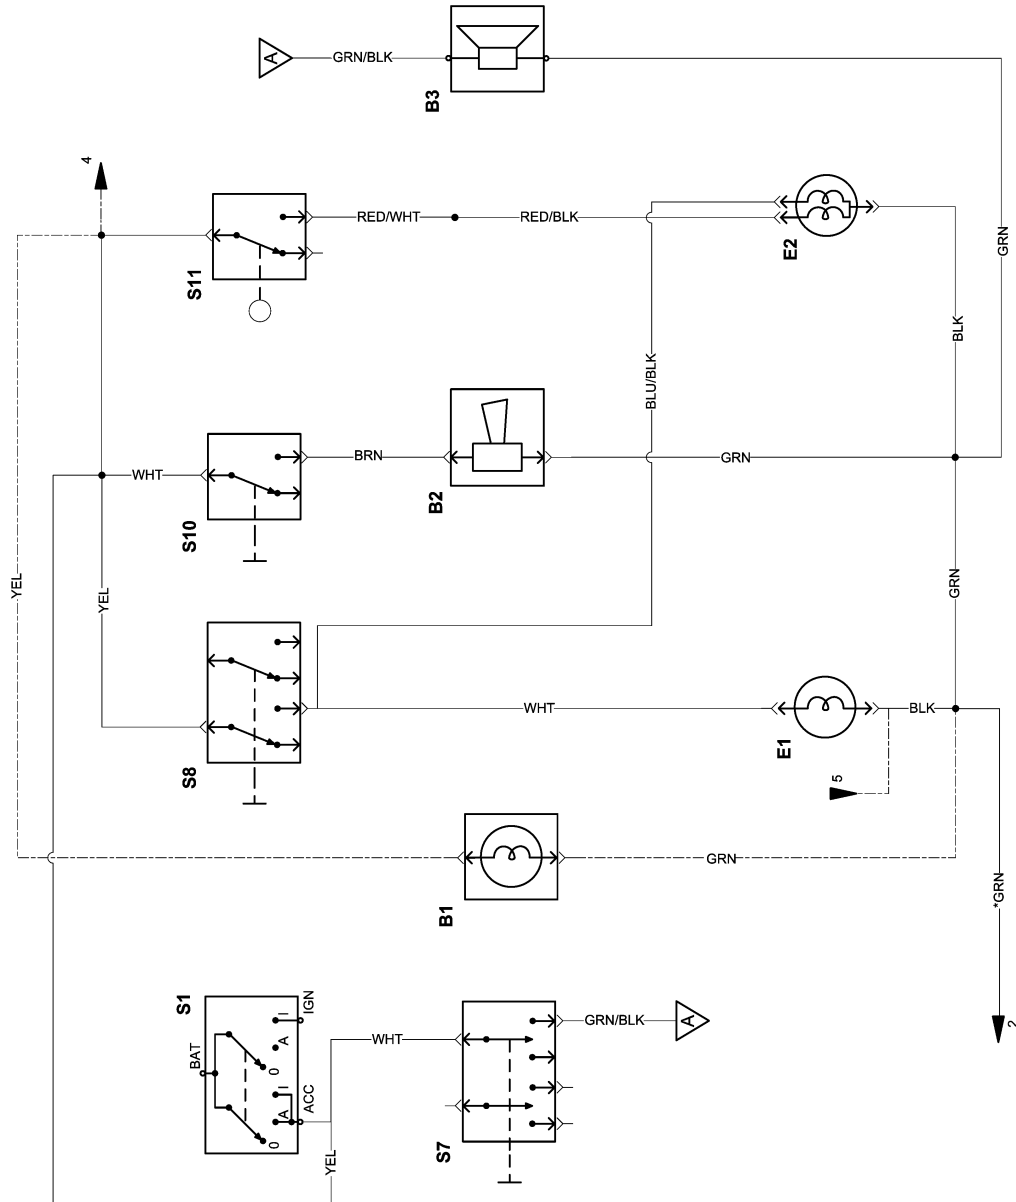 A
GRN/BLK
B3
4
S11
RED/WHT
RED/BLK
E2
GRN
BLK
BLU/BLK
WHT
S10
BRN
B2
GRN
YEL
YEL
GRN
S8
WHT
E1
BLK
5
B1
GRN
*GRN
S1
BAT
IGN
I
A
0
I
A
0
ACC
WHT
YEL
S7
GRN/BLK
A
2